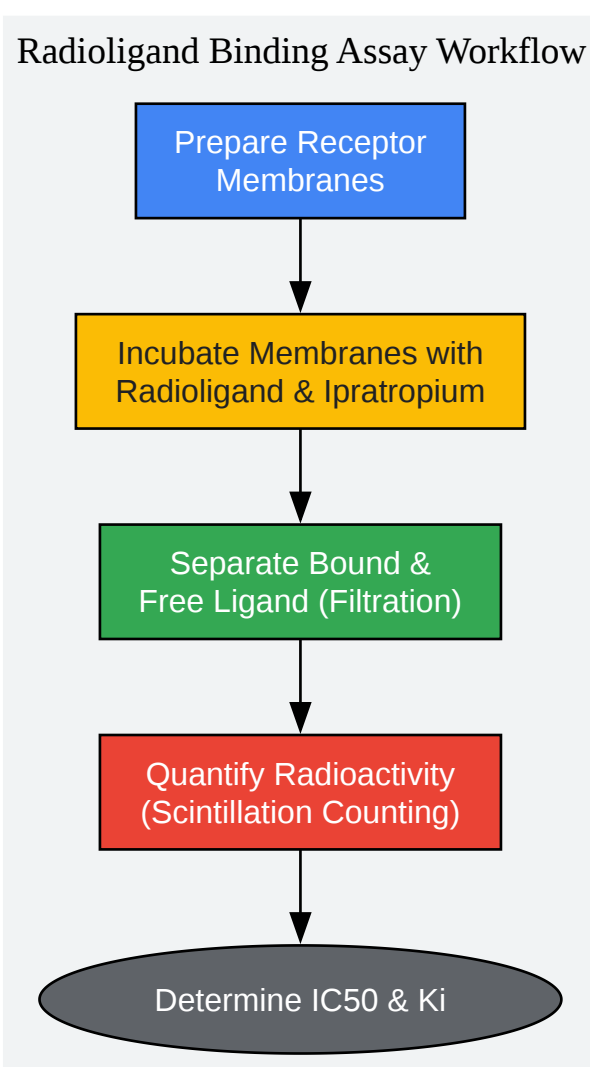 Radioligand Binding Assay Workflow
Prepare Receptor
Membranes
Incubate Membranes with
Radioligand & Ipratropium
Separate Bound &
Free Ligand (Filtration)
Quantify Radioactivity
(Scintillation Counting)
Determine IC50 & Ki